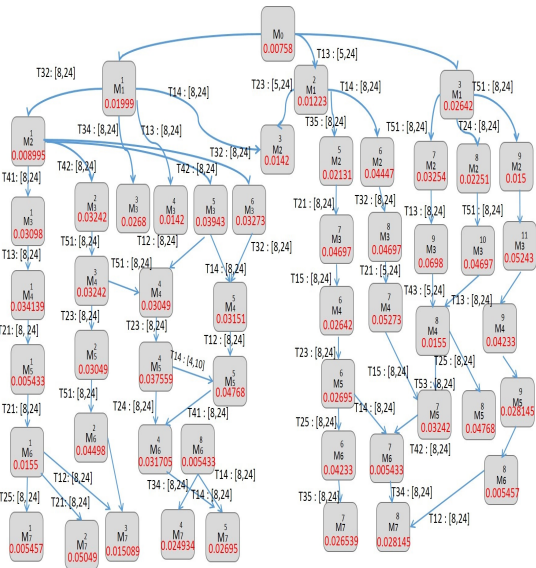 M0
0.00758
T13 : [5,24]
T32: [8,24]
1
M1
0.01999
T14 : [8,24]
T23 : [5,24]
2
M1
0.01223
T14 : [8,24]
3
M1
0.02642
T51 : [8,24]
T34 : [8,24]
T13 : [8,24]
T35 : [8,24]
T51 : [8,24]
T24 : [8,24]
1
M2
0.008995
T32 : [8,24]
3
M2
0.0142
5
M2
0.02131
6
M2
0.04447
7
M2
0.03254
8
M2
0.02251
9
M2
0.015
T41: [8, 24]
T42: [8,24]
T42 : [8,24]
T21 : [8,24]
T32 : [8,24]
T13 : [8,24]
T51 : [8,24]
1
M3
0.03098
2
M3
0.03242
3
M3
0.0268
4
M3
0.0142
5
M3
0.03943
6
M3
0.03273
7
M3
0.04697
8
M3
0.04697
9
M3
0.0698
10
M3
0.04697
11
M3
0.05243
T13: [8, 24]
T51: [8,24]
T12 : [8,24]
T32 : [8,24]
T51 : [8,24]
T14 : [8,24]
T15 : [8,24]
T21 : [5,24]
T43 : [5,24]
T13 : [8,24]
1
M4
0.034139
3
M4
0.03242
4
M4
0.03049
5
M4
0.03151
6
M4
0.02642
7
M4
0.05273
8
M4
0.0155
9
M4
0.04233
T21: [8, 24]
T23: [8,24]
T23 : [8,24]
T12 : [8,24]
T23 : [8,24]
T14 : [4,10]
T15 : [8,24]
T25: [8,24]
T53 : [8,24]
1
M5
0.005433
2
M5
0.03049
4
M5
0.037559
5
M5
0.04768
6
M5
0.02695
7
M5
0.03242
8
M5
0.04768
9
M5
0.028145
T21: [8, 24]
T51: [8,24]
T24 : [8,24]
T41 : [8,24]
T25 : [8,24]
T14 : [8,24]
T42 : [8,24]
1
M6
0.0155
2
M6
0.04498
4
M6
0.031705
8
M6
0.005433
6
M6
0.04233
7
M6
0.005433
8
M6
0.005457
T25: [8, 24]
T12: [8,24]
T21: [8,24]
T34 : [8,24]
T14 : [8,24]
T14 : [8,24]
T35: [8,24]
T34 : [8,24]
T12 : [8,24]
1
M7
0.005457
2
M7
0.05049
3
M7
0.015089
4
M7
0.024934
5
M7
0.02695
7
M7
0.026539
8
M7
0.028145